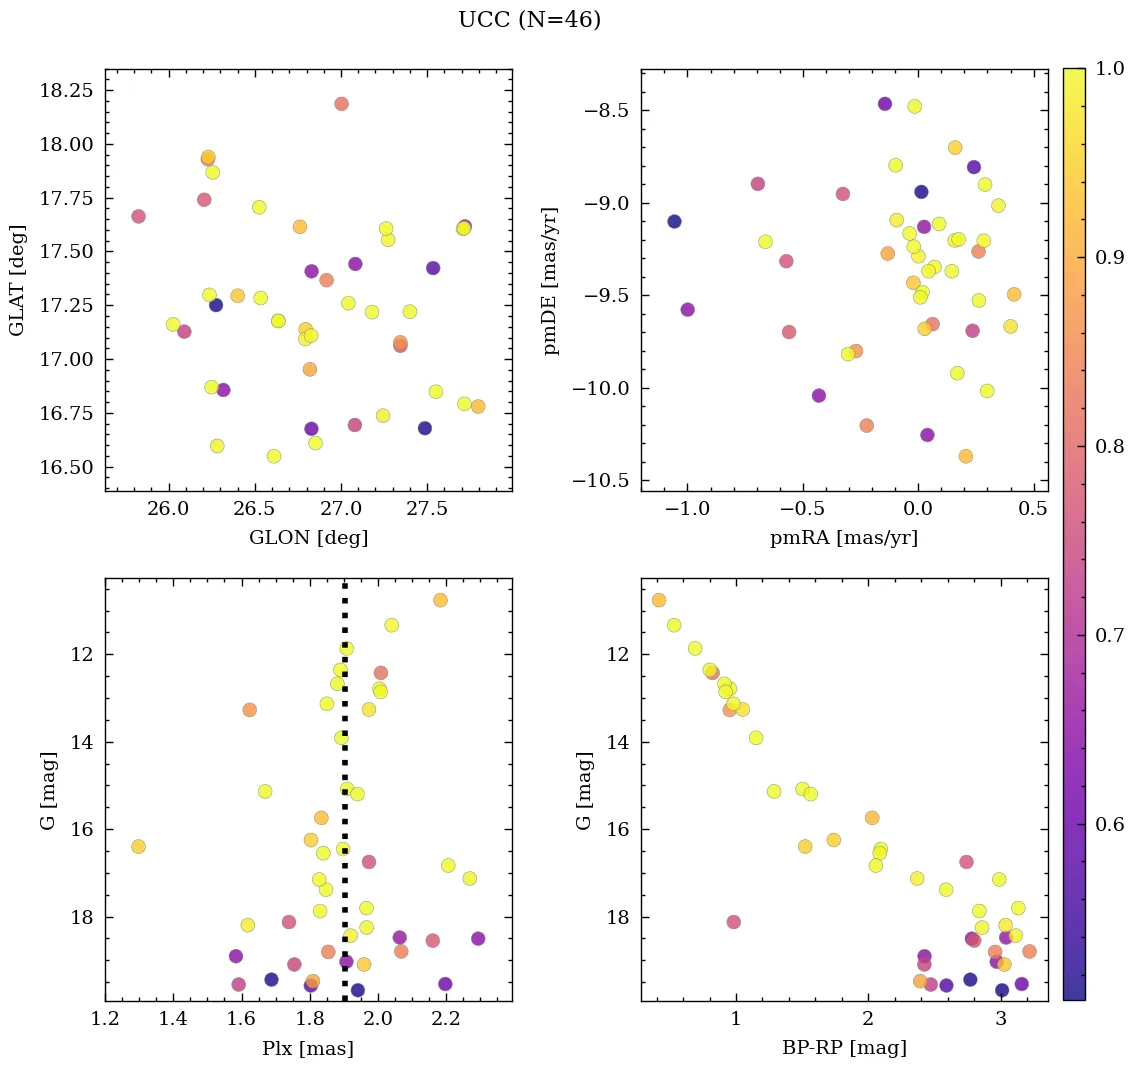 UCC (N=46)
18.25
18.00
17.75
17.50
17.25
17.00
16.75
16.50
GLAT [deg]
26.0 26.5 27.0 27.5
GLON [deg]
−8.5
−9.0
−9.5
−10.0
−10.5
pmDE [mas/yr]
−1.0 −0.5 0.0 0.5
pmRA [mas/yr]
1.0
0.9
0.8
0.7
0.6
12
14
16
18
G [mag]
1.2 1.4 1.6 1.8 2.0 2.2
Plx [mas]
12
14
16
18
G [mag]
1 2 3
BP-RP [mag]